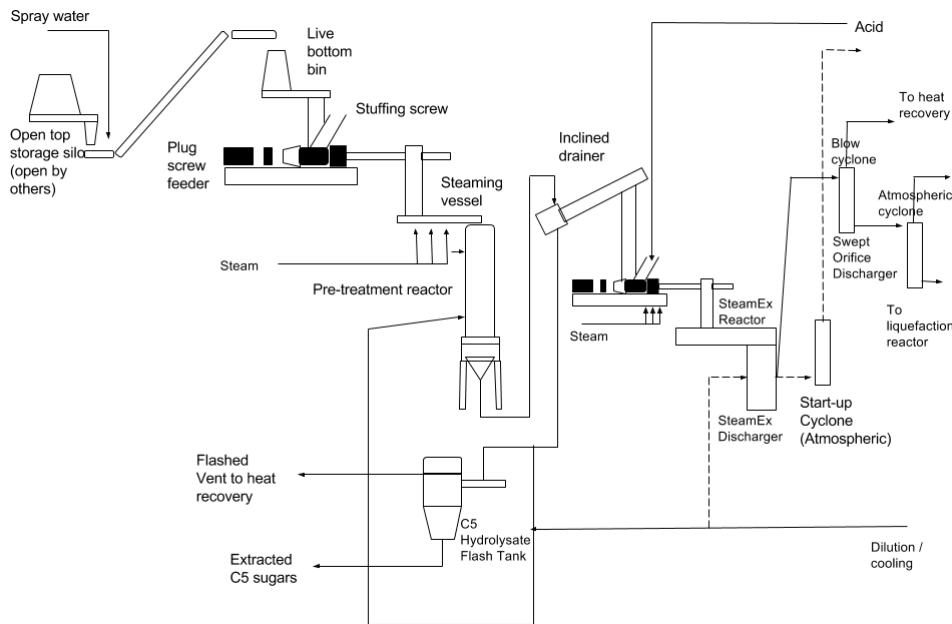 Spray water
Open top
storage silo
(open by
others)
Live
bottom
bin
Stuffing screw
Plug
screw
feeder
Steaming
vessel
Steam
Pre-treatment reactor
Inclined
drainer
Acid
To heat
recovery
Blow
cyclone
Atmospheric
cyclone
Swept
Orifice
Discharger
To
liquefaction
reactor
SteamEx
Reactor
Steam
SteamEx
Discharger
Start-up
Cyclone
(Atmospheric)
Flashed
Vent to heat
recovery
C5
Hydrolysate
Flash Tank
Extracted
C5 sugars
Dilution /
cooling